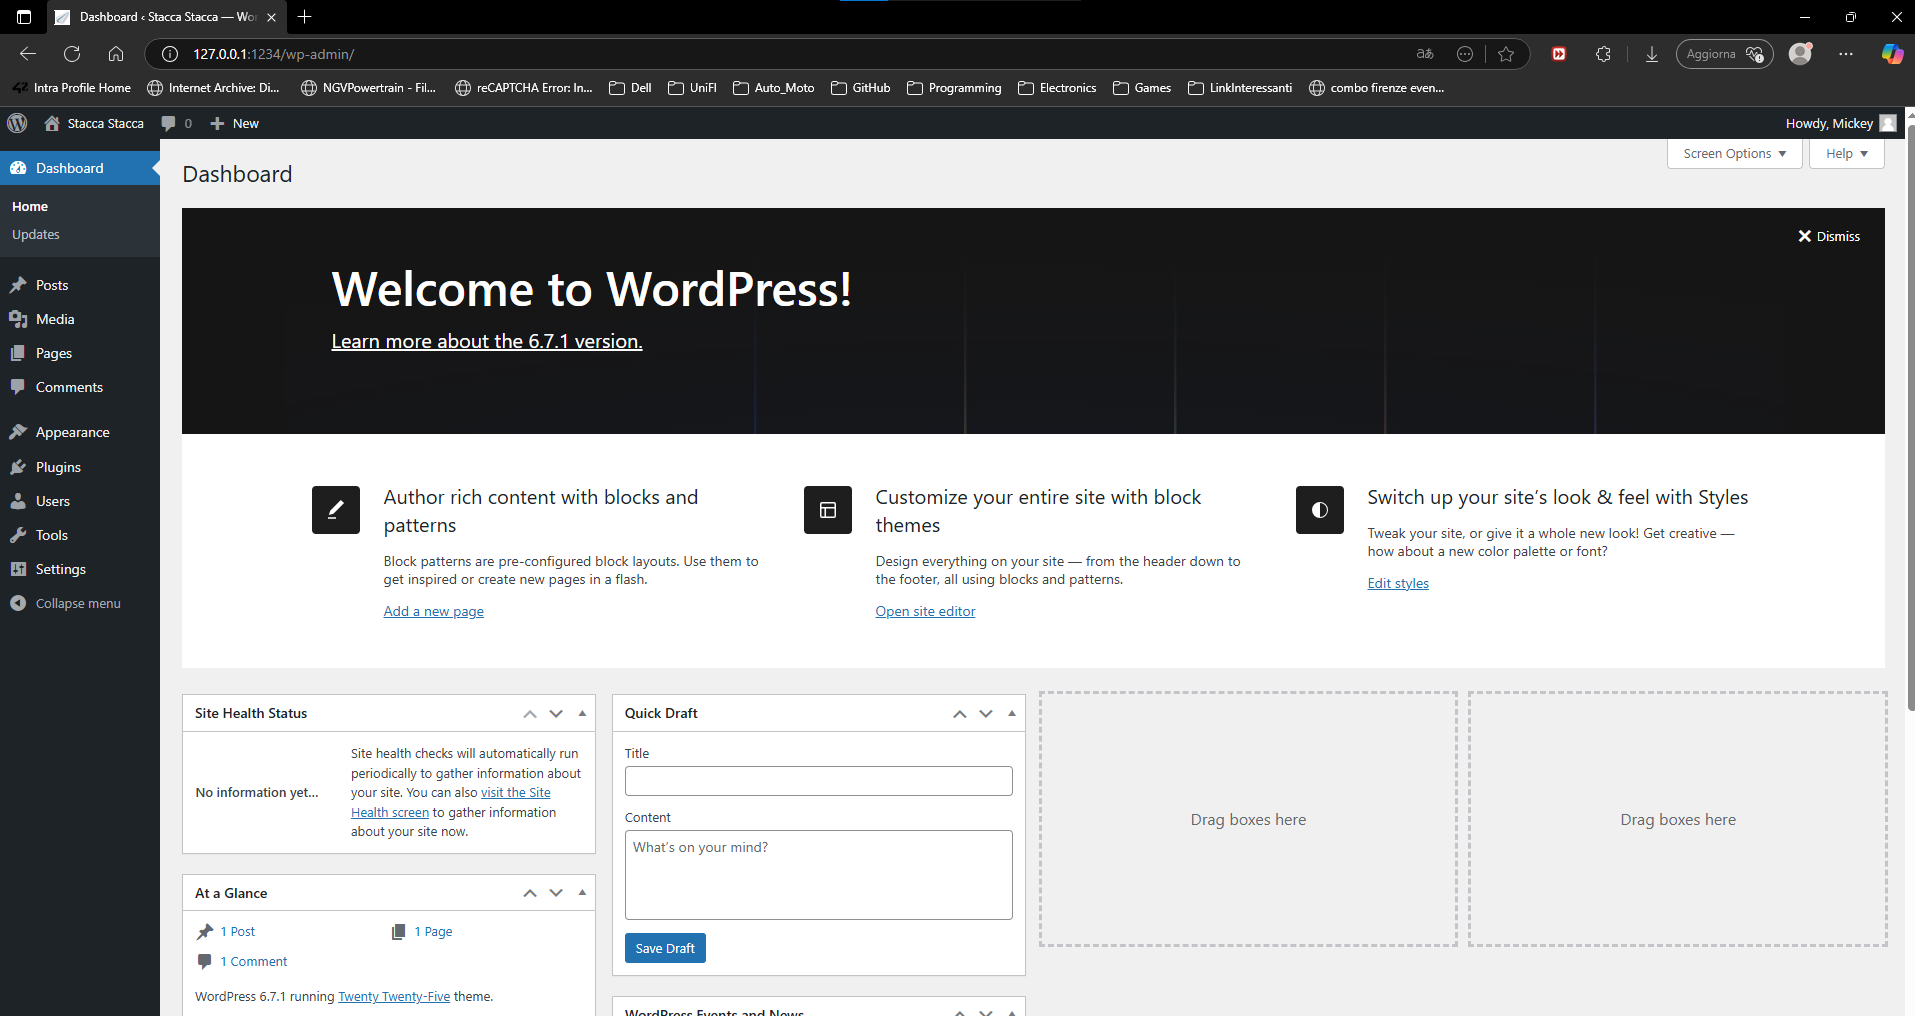 Dashboard ‹ Stacca Stacca — Wor
127.0.0.1:1234/wp-admin/
Aggiorna
Intra Profile Home
Internet Archive: Di...
NGVPowertrain - Fil...
reCAPTCHA Error: In...
Dell
UniFI
Auto_Moto
GitHub
Programming
Electronics
Games
LinkInteressanti
combo firenze even...
Stacca Stacca
0
New
Howdy, Mickey
Dashboard
Home
Updates
Posts
Media
Pages
Comments
Appearance
Plugins
Users
Tools
Settings
Collapse menu
Dashboard
Screen Options
Help
Dismiss
Welcome to WordPress!
Learn more about the 6.7.1 version.
Author rich content with blocks and
patterns
Block patterns are pre-configured block layouts. Use them to
get inspired or create new pages in a flash.
Add a new page
Customize your entire site with block
themes
Design everything on your site — from the header down to
the footer, all using blocks and patterns.
Open site editor
Switch up your site's look & feel with Styles
Tweak your site, or give it a whole new look! Get creative —
how about a new color palette or font?
Edit styles
Site Health Status
No information yet...
Site health checks will automatically run
periodically to gather information about
your site. You can also visit the Site
Health screen to gather information
about your site now.
At a Glance
1 Post
1 Page
1 Comment
WordPress 6.7.1 running Twenty Twenty-Five theme.
Quick Draft
Title
Content
What's on your mind?
Save Draft
WordPress Events and News
Drag boxes here
Drag boxes here